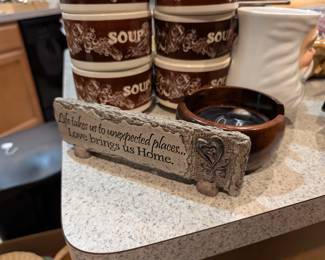 SOUP
SOUP
SOUP
SOUP
Life takes us to unexpected places...
Love brings us Home.